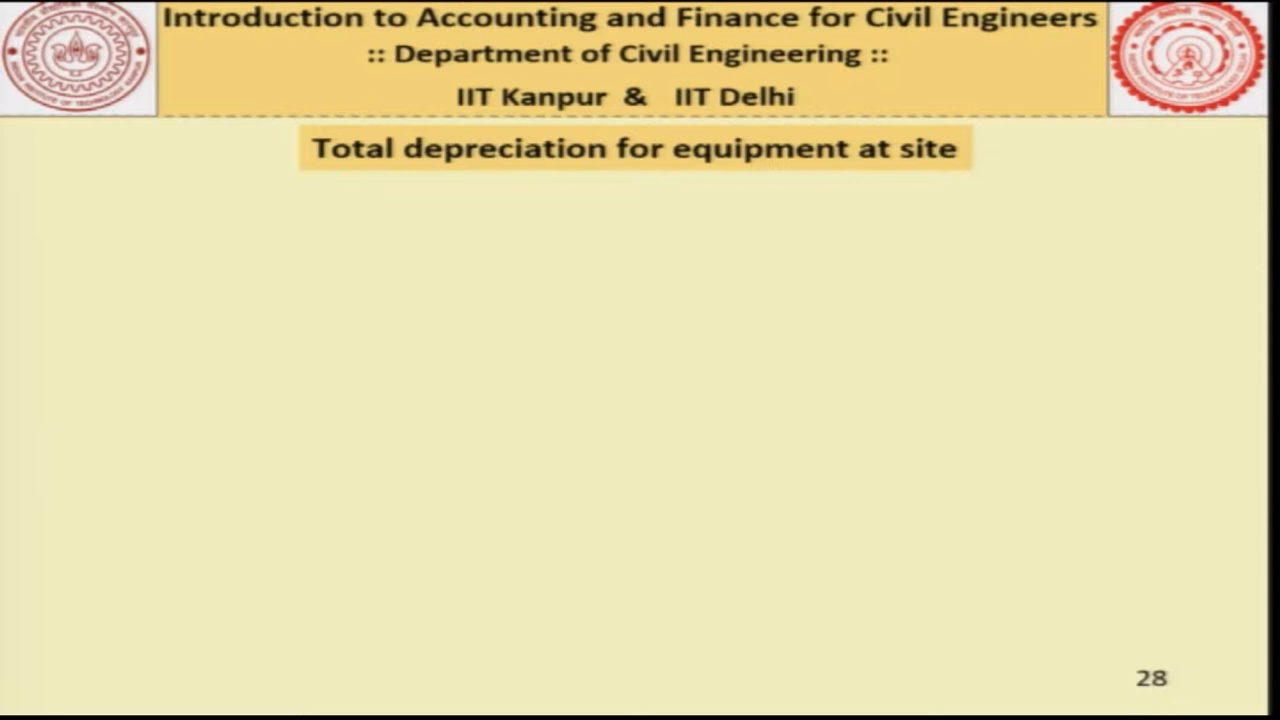 Introduction to Accounting and Finance for Civil Engineers
:: Department of Civil Engineering ::
IIT Kanpur & IIT Delhi
Total depreciation for equipment at site
28